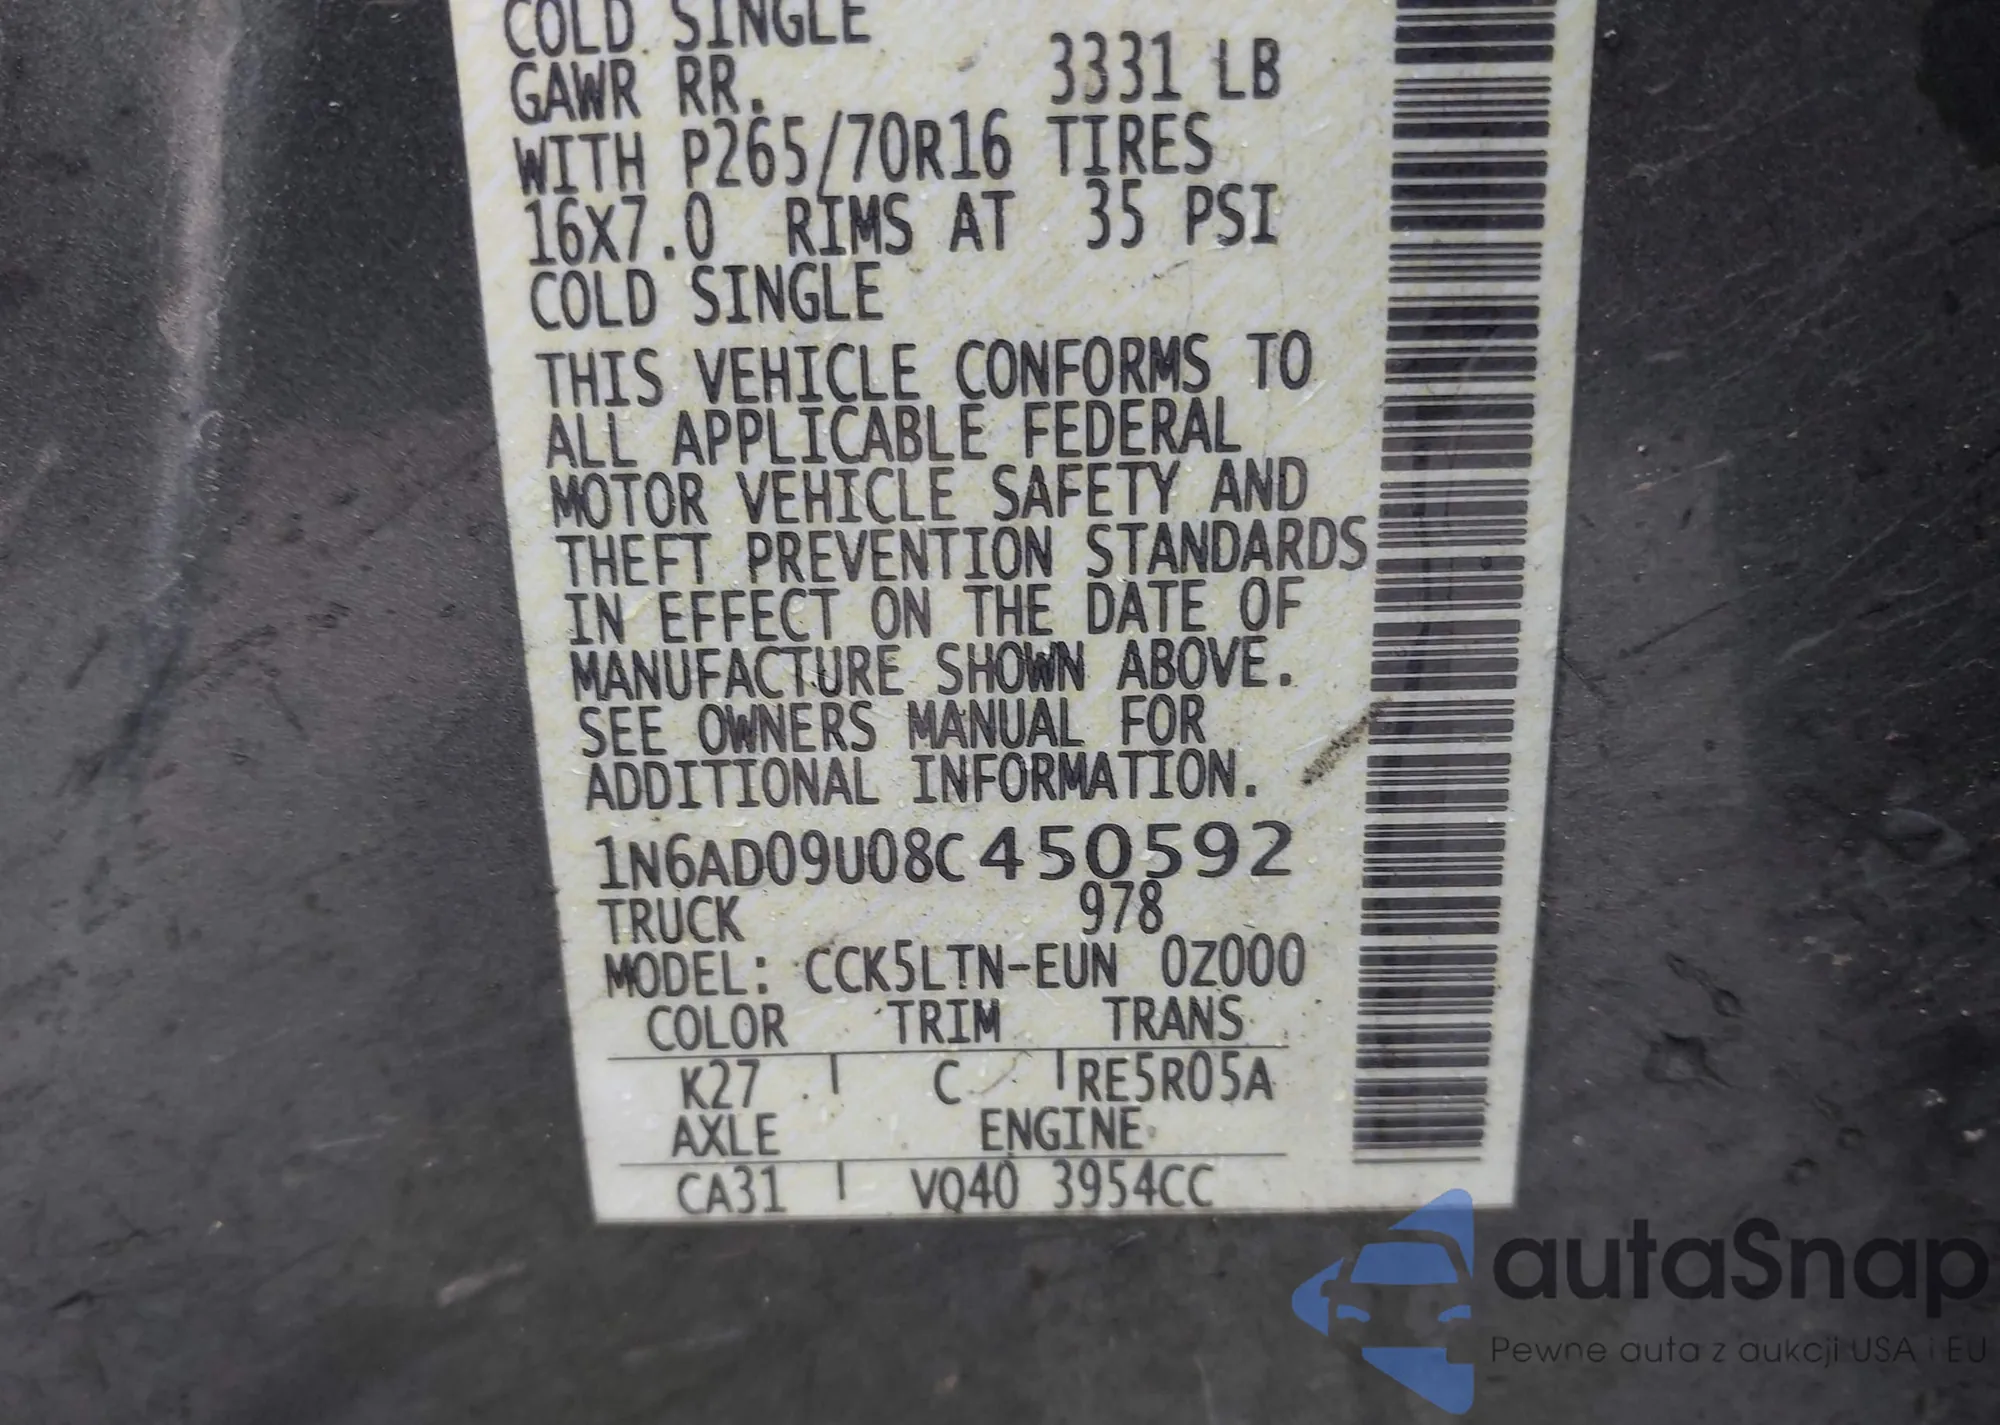 COLD SINGLE
GAWR RR. 3331 LB
WITH P265/70R16 TIRES
16X7.0 RIMS AT 35 PSI
COLD SINGLE
THIS VEHICLE CONFORMS TO
ALL APPLICABLE FEDERAL
MOTOR VEHICLE SAFETY AND
THEFT PREVENTION STANDARDS
IN EFFECT ON THE DATE OF
MANUFACTURE SHOWN ABOVE.
SEE OWNERS MANUAL FOR
ADDITIONAL INFORMATION.
1N6AD09U08C450592
TRUCK 978
MODEL: CCK5LTN-EUN 0Z000
COLOR TRIM TRANS
K27 C RE5R05A
AXLE ENGINE
CA31 VQ40 3954CC
autaSnap
Pewne auta z aukcji USA i EU